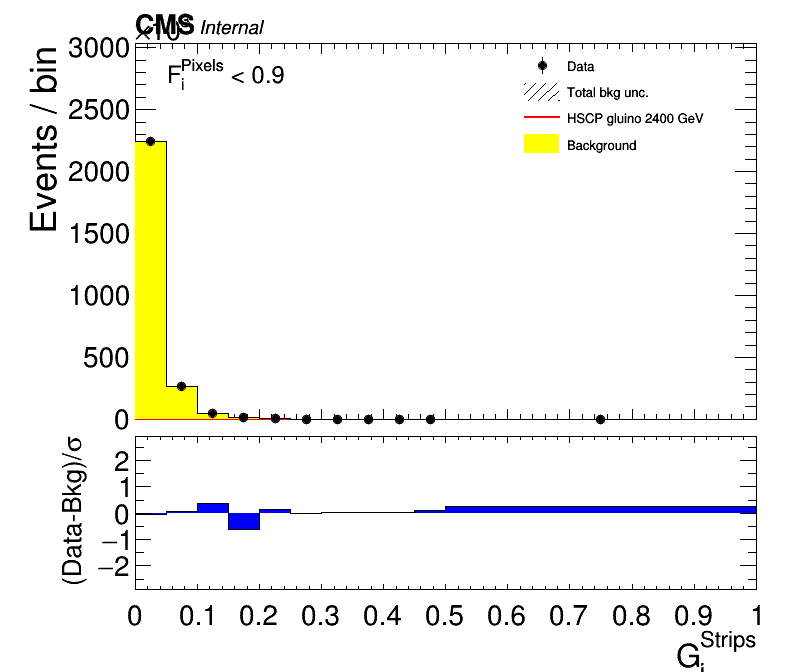 CMS Internal
×10³
Events / bin
3000
2500
2000
1500
1000
500
0
F_i^Pixels < 0.9
Data
Total bkg unc.
HSCP gluino 2400 GeV
Background
(Data-Bkg)/σ
2
1
0
−1
−2
0 0.1 0.2 0.3 0.4 0.5 0.6 0.7 0.8 0.9 1
G_i^Strips